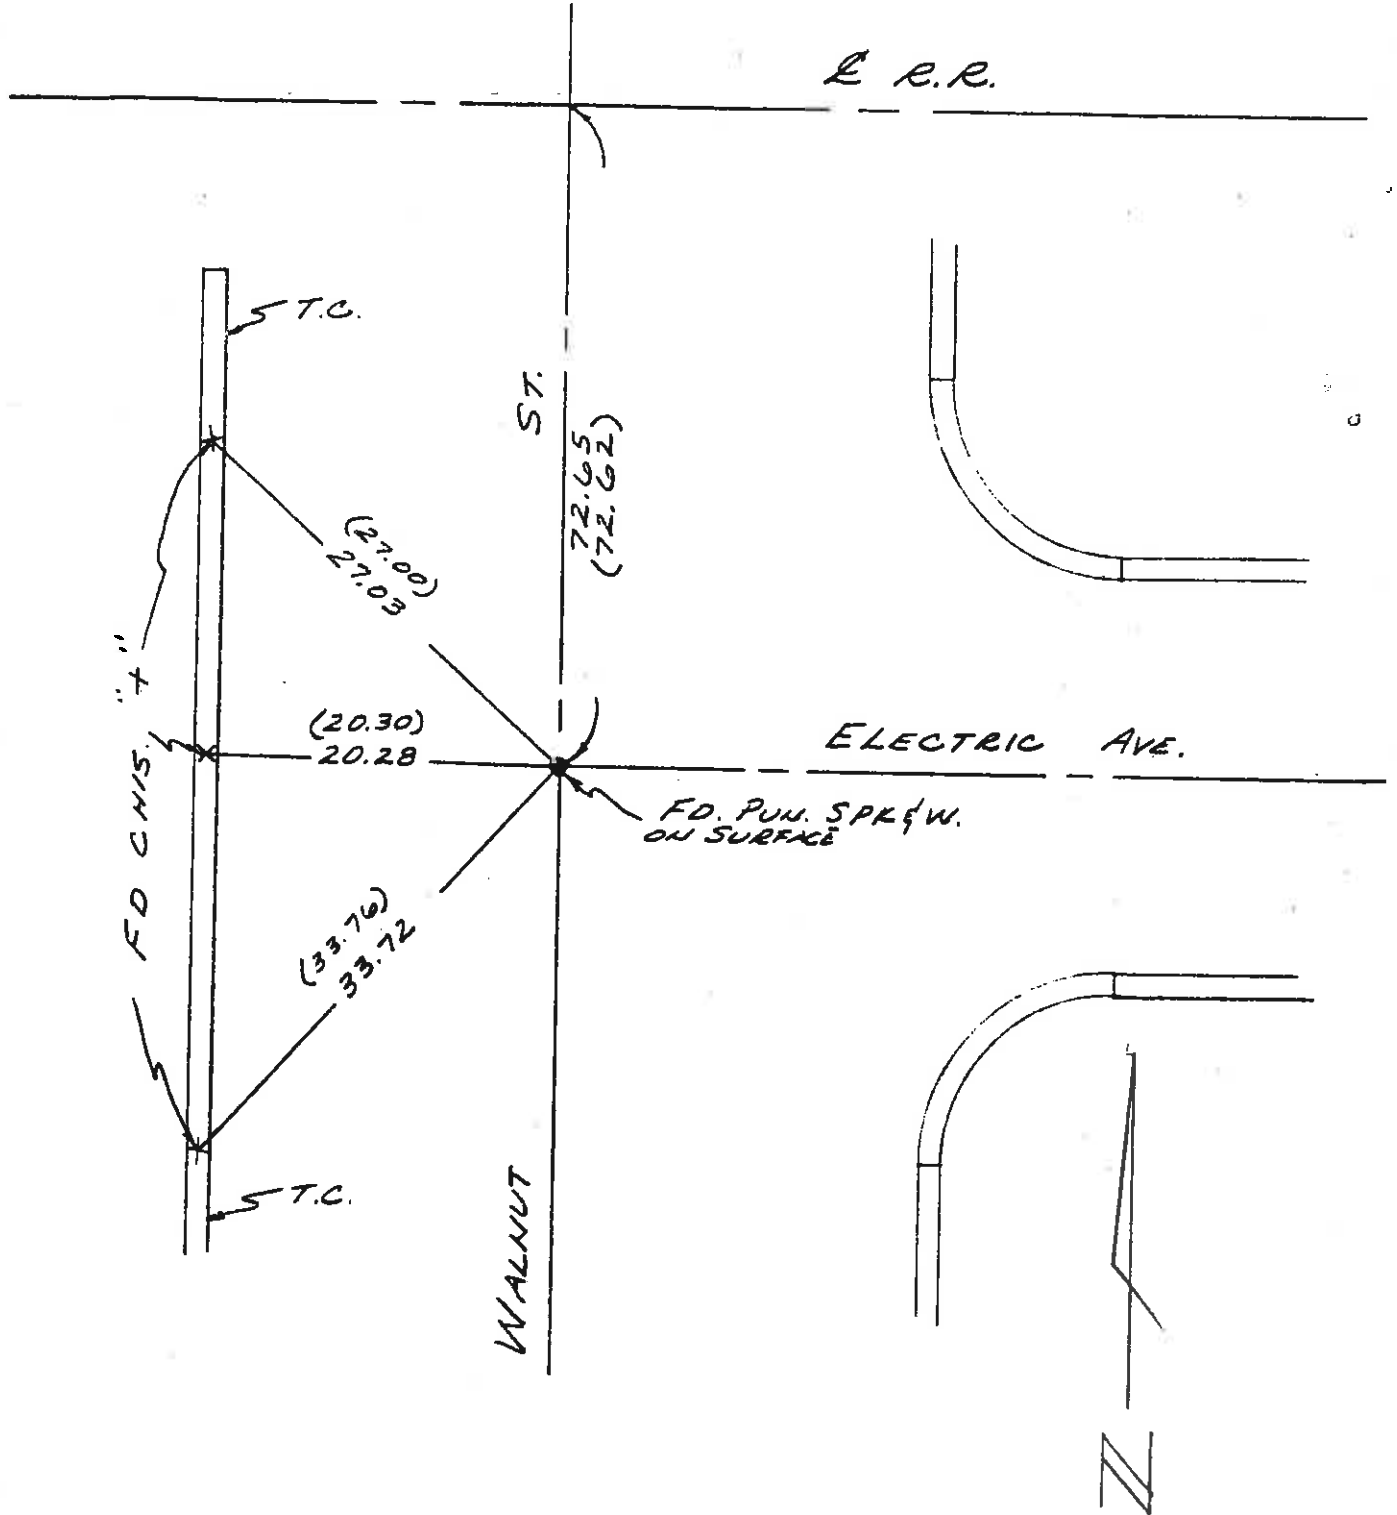 ℄ R.R.
T.C.
ST.
72.65
(72.62)
(27.00)
27.03
FD CHIS. "+"
(20.30)
20.28
ELECTRIC AVE.
FD. PUN. SPK & W.
ON SURFACE
(33.76)
33.72
T.C.
WALNUT
N